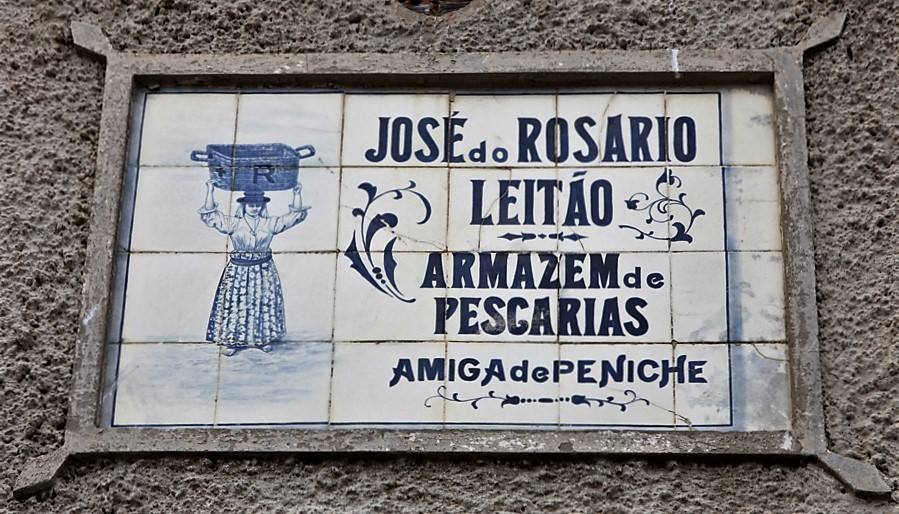 JOSÉ do ROSARIO
LEITÃO
ARMAZEM de
PESCARIAS
AMIGA de PENICHE
R